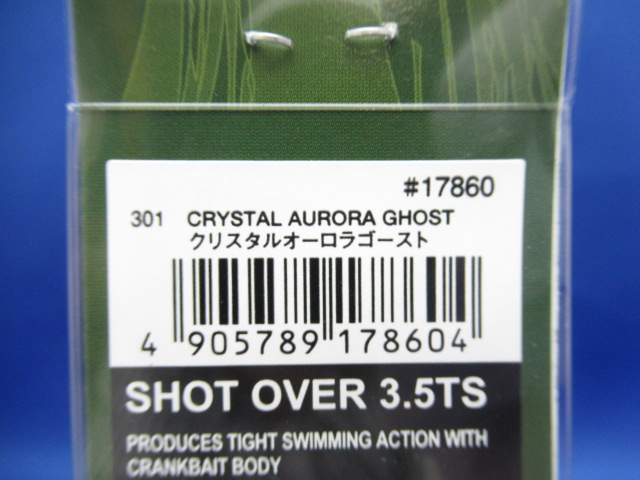 #17860
301 CRYSTAL AURORA GHOST
クリスタルオーロラゴースト
4 905789 178604
SHOT OVER 3.5TS
PRODUCES TIGHT SWIMMING ACTION WITH
CRANKBAIT BODY